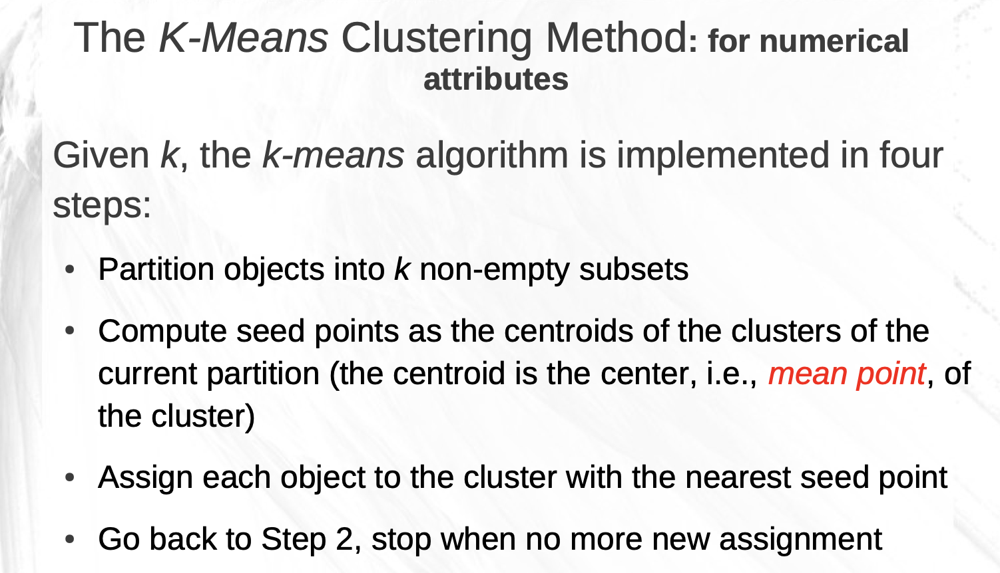 The K-Means Clustering Method: for numerical
attributes
Given k, the k-means algorithm is implemented in four
steps:
• Partition objects into k non-empty subsets
• Compute seed points as the centroids of the clusters of the
current partition (the centroid is the center, i.e., mean point, of
the cluster)
• Assign each object to the cluster with the nearest seed point
• Go back to Step 2, stop when no more new assignment